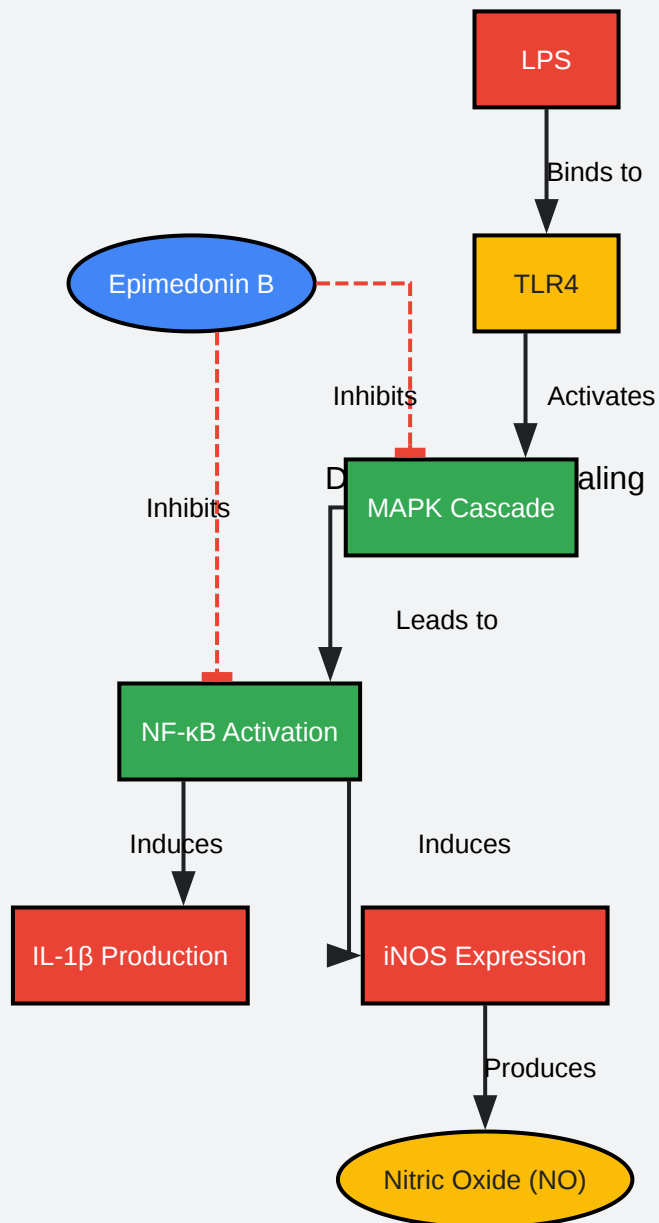 LPS
Binds to
Epimedonin B
TLR4
Inhibits
Activates
MAPK Cascade
Inhibits
Leads to
NF-κB Activation
Induces
Induces
IL-1β Production
iNOS Expression
Produces
Nitric Oxide (NO)